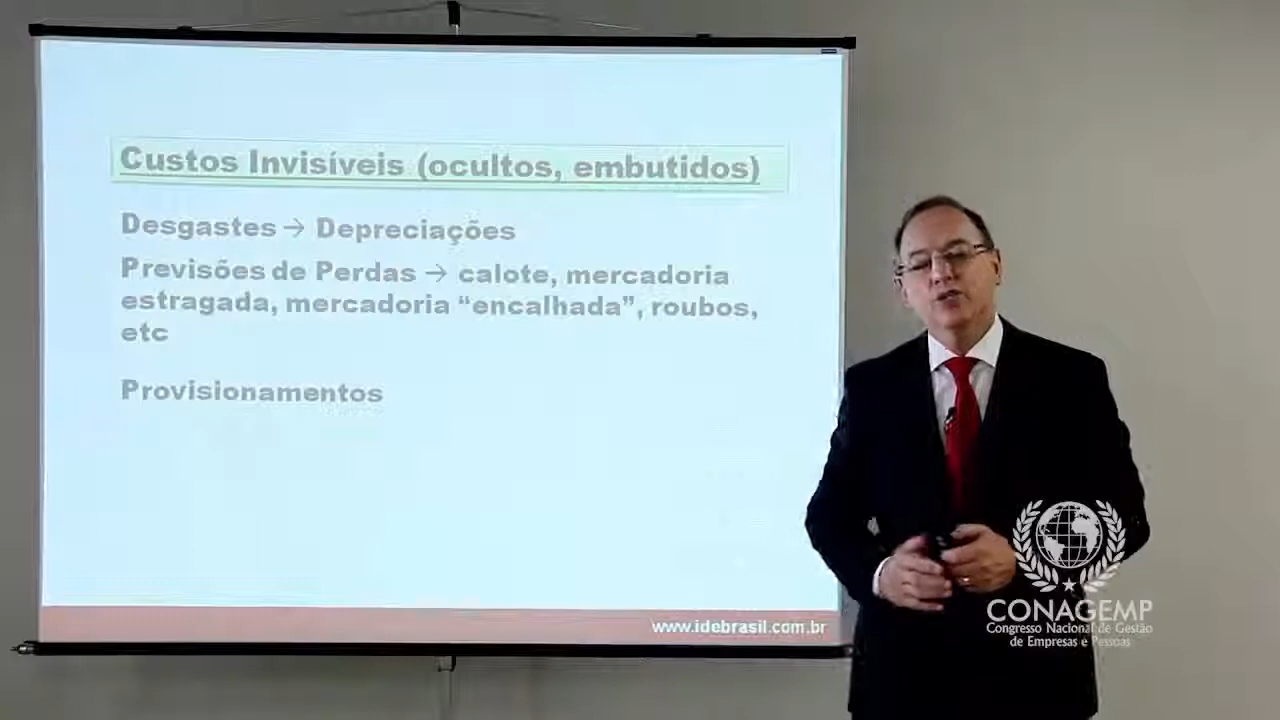 Custos Invisíveis (ocultos, embutidos)
Desgastes → Depreciações
Previsões de Perdas → calote, mercadoria
estragada, mercadoria “encalhada”, roubos,
etc
Provisionamentos
www.idebrasil.com.br
CONAGEMP
Congresso Nacional de Gestão
de Empresas e Pessoas